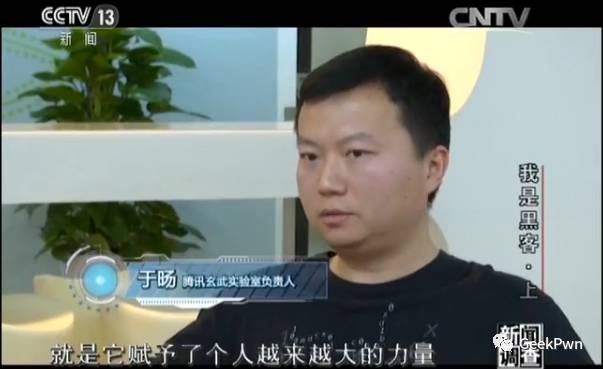 CCTV 13
新闻
CNTV
我是黑客·上
于旸 腾讯玄武实验室负责人
就是它赋予了个人越来越大的力量
新闻
调查
GeekPwn